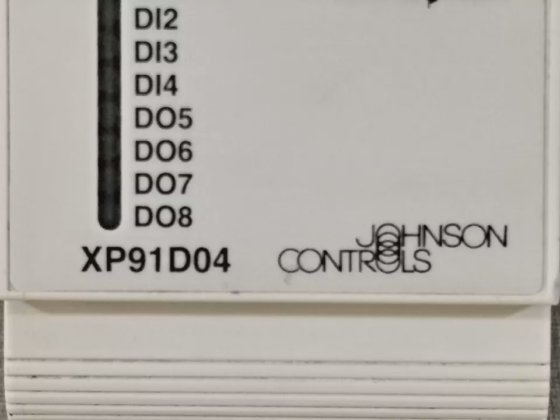 DI2
DI3
DI4
DO5
DO6
DO7
DO8
XP91D04
JOHNSON
CONTROLS